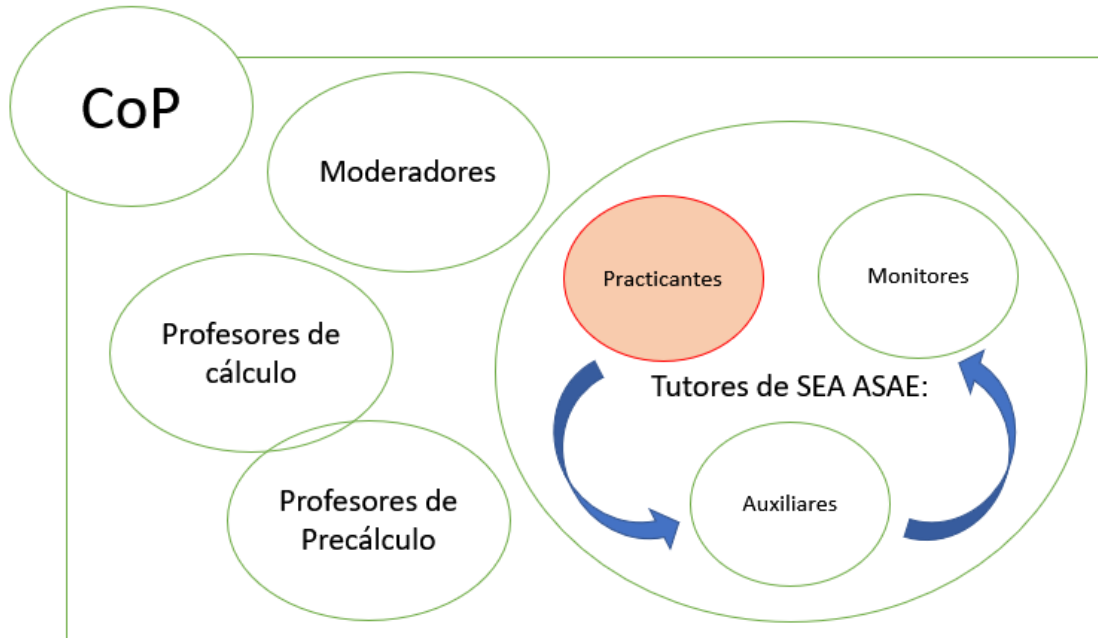 CoP
Moderadores
Profesores de
cálculo
Profesores de
Precálculo
Practicantes
Monitores
Tutores de SEA ASAE:
Auxiliares